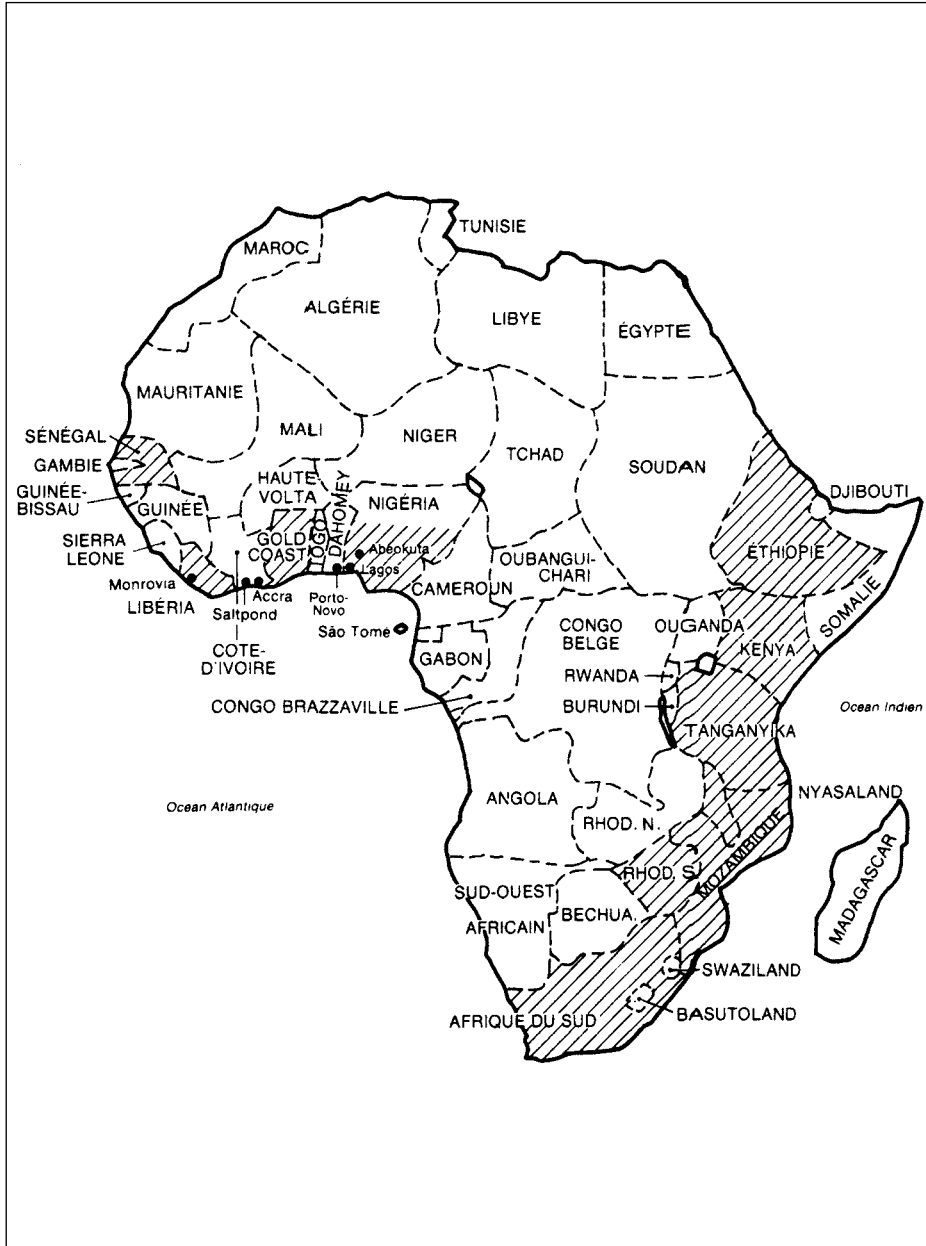 TUNISIE
MAROC
ALGÉRIE
LIBYE
ÉGYPTE
MAURITANIE
MALI
NIGER
TCHAD
SOUDAN
SÉNÉGAL
GAMBIE
GUINÉE-
BISSAU
GUINÉE
HAUTE
VOLTA
DAHOMEY
NIGÉRIA
DJIBOUTI
SIERRA
LEONE
GOLD
COAST
TOGO
Abéokuta
Lagos
ÉTHIOPIE
OUBANGUI-
CHARI
CAMEROUN
Monrovia
LIBÉRIA
Accra
Saltpond
Porto-
Novo
SOMALIE
São Tomé
COTE-
D'IVOIRE
GABON
CONGO
BELGE
OUGANDA
KENYA
RWANDA
CONGO BRAZZAVILLE
BURUNDI
Ocean Indien
TANGANYIKA
Ocean Atlantique
ANGOLA
NYASALAND
RHOD. N.
RHOD. S.
MOZAMBIQUE
MADAGASCAR
SUD-OUEST
AFRICAIN
BECHUA.
SWAZILAND
BASUTOLAND
AFRIQUE DU SUD